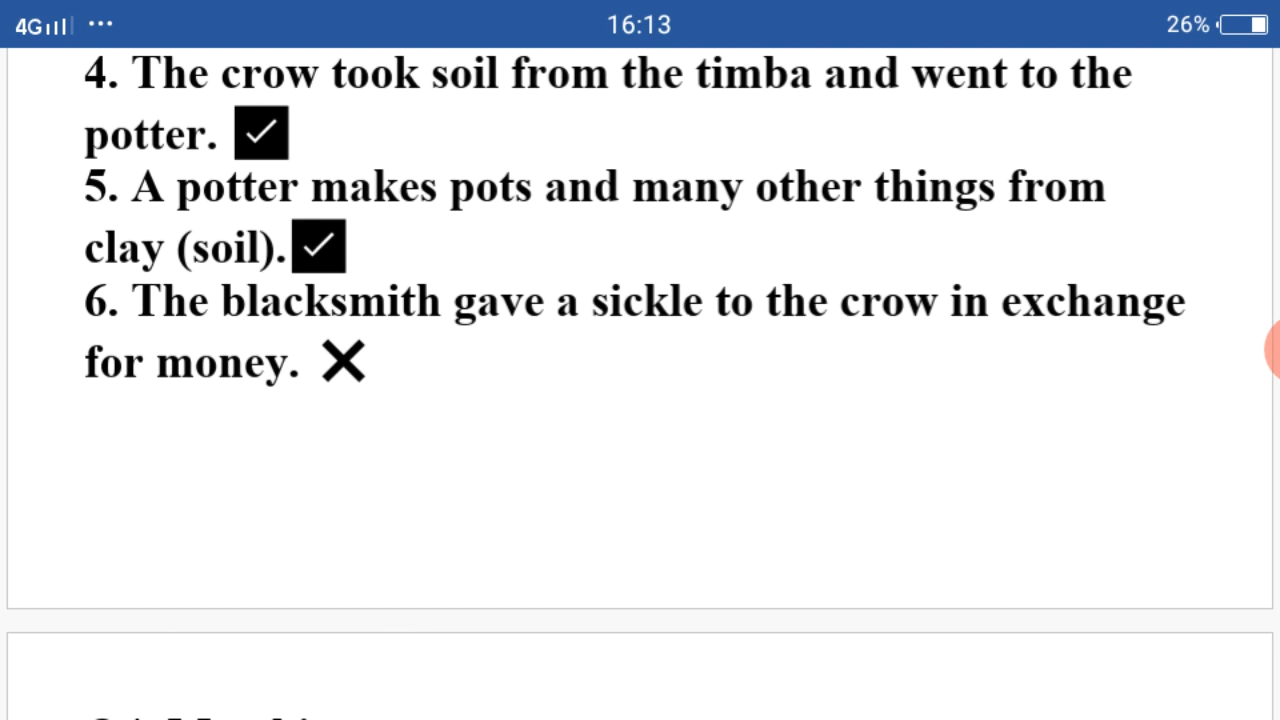 4G 16:13 26%
4. The crow took soil from the timba and went to the
potter. ✓
5. A potter makes pots and many other things from
clay (soil). ✓
6. The blacksmith gave a sickle to the crow in exchange
for money. ✕